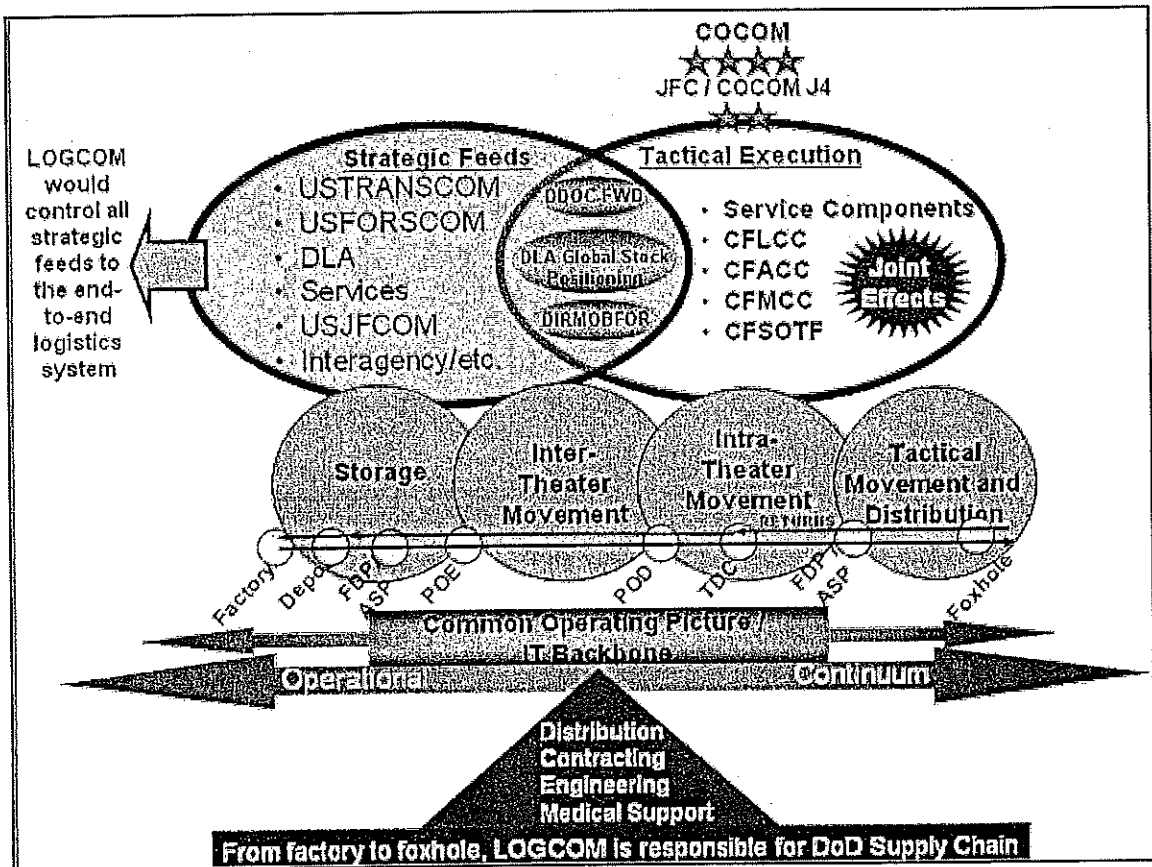 COCOM
JFC / COCOM J4
LOGCOM
would
control all
strategic
feeds to
the end-
to-end
logistics
system
Strategic Feeds
· USTRANSCOM
· USFORSCOM
· DLA
· Services
· USJFCOM
· Interagency/etc.
DDOC FWD
DLA Global Stock
Positioning
DIRMOBFOR
Tactical Execution
· Service Components
· CFLCC
· CFACC
· CFMCC
· CFSOTF
Joint
Effects
Storage
Inter-
Theater
Movement
Intra-
Theater
Movement
Tactical
Movement and
Distribution
RETURNS
Factory
Depot
FDP/
ASP
POE
POD
TDC
FDP/
ASP
Foxhole
Common Operating Picture /
IT Backbone
Operational
Continuum
Distribution
Contracting
Engineering
Medical Support
From factory to foxhole, LOGCOM is responsible for DoD Supply Chain